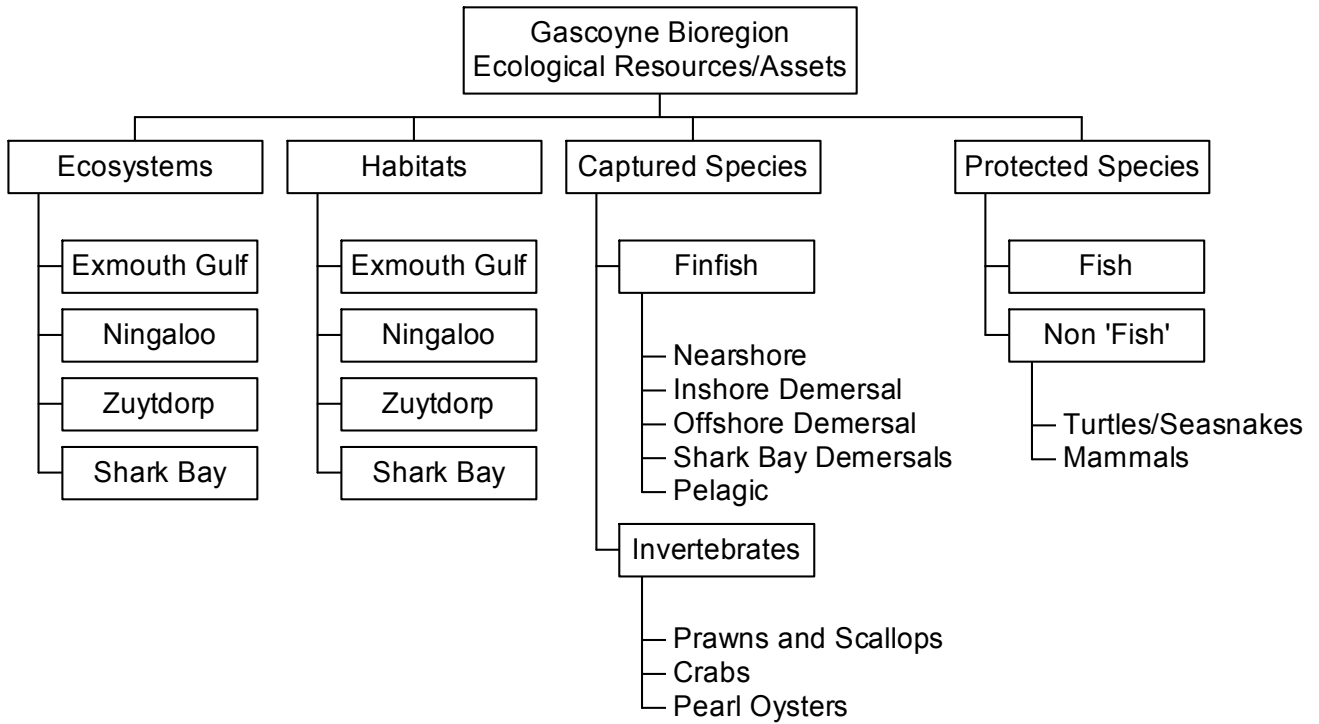 Gascoyne Bioregion
Ecological Resources/Assets
Ecosystems
Exmouth Gulf
Ningaloo
Zuytdorp
Shark Bay
Habitats
Exmouth Gulf
Ningaloo
Zuytdorp
Shark Bay
Captured Species
Finfish
Nearshore
Inshore Demersal
Offshore Demersal
Shark Bay Demersals
Pelagic
Invertebrates
Prawns and Scallops
Crabs
Pearl Oysters
Protected Species
Fish
Non 'Fish'
Turtles/Seasnakes
Mammals